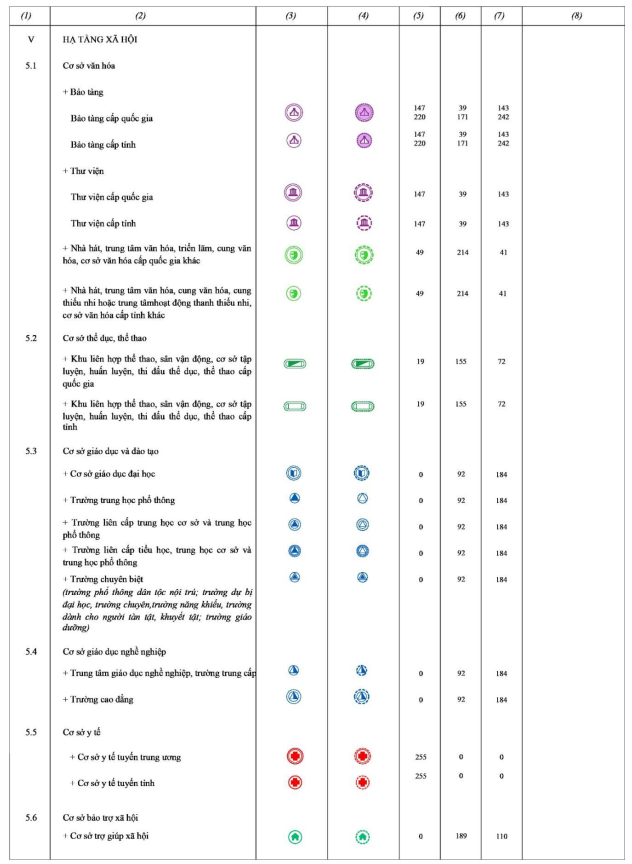 (1) (2) (3) (4) (5) (6) (7) (8)
V HẠ TẦNG XÃ HỘI
5.1 Cơ sở văn hóa
+ Bảo tàng
Bảo tàng cấp quốc gia 147 39 143
220 171 242
Bảo tàng cấp tỉnh 147 39 143
220 171 242
+ Thư viện
Thư viện cấp quốc gia 147 39 143
Thư viện cấp tỉnh 147 39 143
+ Nhà hát, trung tâm văn hóa, triển lãm, cung văn
hóa, cơ sở văn hóa cấp quốc gia khác 49 214 41
+ Nhà hát, trung tâm văn hóa, cung văn hóa, cung
thiếu nhi hoặc trung tâmhoạt động thanh thiếu nhi,
cơ sở văn hóa cấp tỉnh khác 49 214 41
5.2 Cơ sở thể dục, thể thao
+ Khu liên hợp thể thao, sân vận động, cơ sở tập
luyện, huấn luyện, thi đấu thể dục, thể thao cấp
quốc gia 19 155 72
+ Khu liên hợp thể thao, sân vận động, cơ sở tập
luyện, huấn luyện, thi đấu thể dục, thể thao cấp
tỉnh 19 155 72
5.3 Cơ sở giáo dục và đào tạo
+ Cơ sở giáo dục đại học 0 92 184
+ Trường trung học phổ thông 0 92 184
+ Trường liên cấp trung học cơ sở và trung học
phổ thông 0 92 184
+ Trường liên cấp tiểu học, trung học cơ sở và
trung học phổ thông 0 92 184
+ Trường chuyên biệt 0 92 184
(trường phổ thông dân tộc nội trú; trường dự bị
đại học, trường chuyên,trường năng khiếu, trường
dành cho người tàn tật, khuyết tật; trường giáo
dưỡng)
5.4 Cơ sở giáo dục nghề nghiệp
+ Trung tâm giáo dục nghề nghiệp, trường trung cấp 0 92 184
+ Trường cao đẳng 0 92 184
5.5 Cơ sở y tế
+ Cơ sở y tế tuyến trung ương 255 0 0
+ Cơ sở y tế tuyến tỉnh 255 0 0
5.6 Cơ sở bảo trợ xã hội
+ Cơ sở trợ giúp xã hội 0 189 110